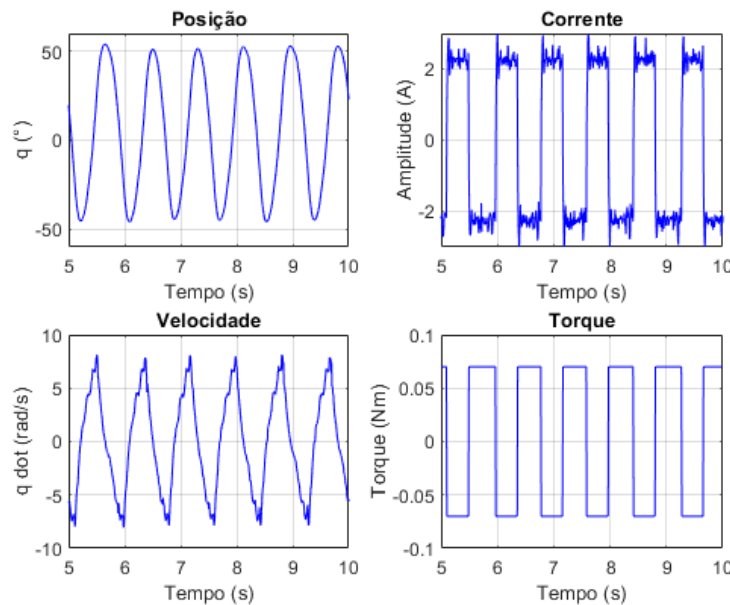 Posição
50
0
-50
q (°)
5 6 7 8 9 10
Tempo (s)
Corrente
2
0
-2
Amplitude (A)
5 6 7 8 9 10
Tempo (s)
Velocidade
10
5
0
-5
-10
q dot (rad/s)
5 6 7 8 9 10
Tempo (s)
Torque
0.1
0.05
0
-0.05
-0.1
Torque (Nm)
5 6 7 8 9 10
Tempo (s)